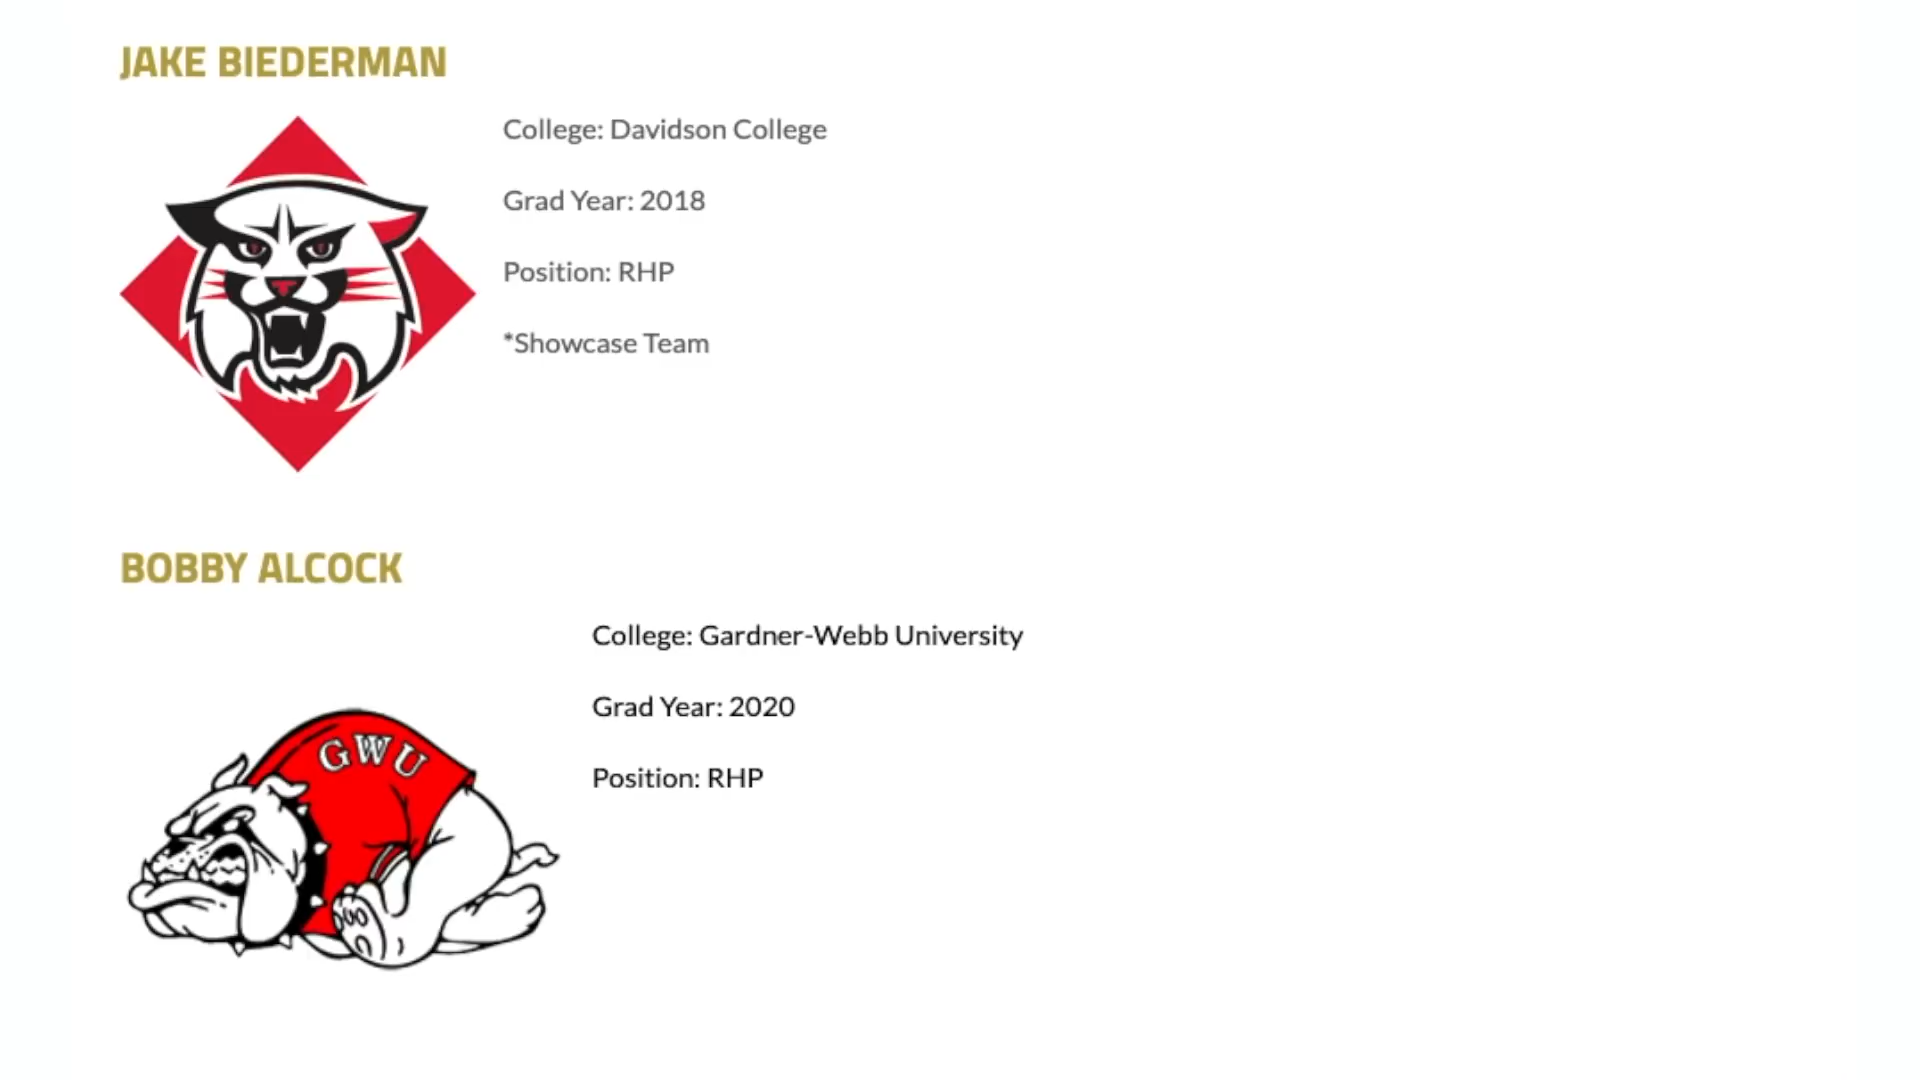 JAKE BIEDERMAN
College: Davidson College
Grad Year: 2018
Position: RHP
*Showcase Team
BOBBY ALCOCK
College: Gardner-Webb University
Grad Year: 2020
Position: RHP
GWU